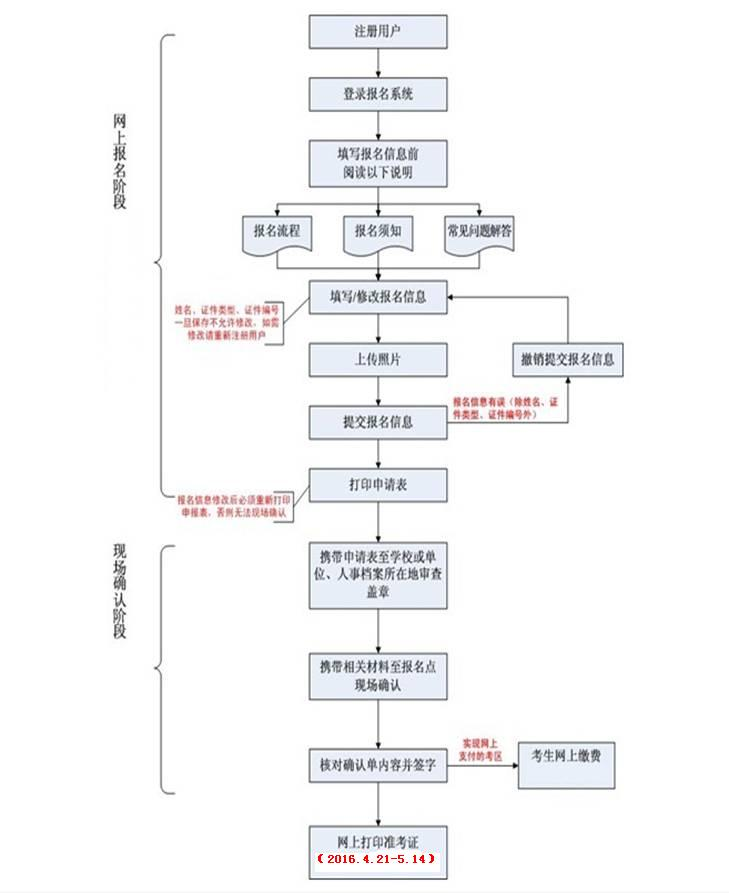 注册用户
登录报名系统
网上报名阶段
填写报名信息前
阅读以下说明
报名流程
报名须知
常见问题解答
填写/修改报名信息
姓名、证件类型、证件编号
一旦保存不允许修改，如需
修改请重新注册用户
上传照片
撤销提交报名信息
报名信息有误（除姓名、证
件类型、证件编号外）
提交报名信息
打印申请表
报名信息修改后必须重新打印
申报表，否则无法现场确认
现场确认阶段
携带申请表至学校或单
位、人事档案所在地审查
盖章
携带相关材料至报名点
现场确认
核对确认单内容并签字
实现网上
支付的考区
考生网上缴费
网上打印准考证
（2016.4.21-5.14）